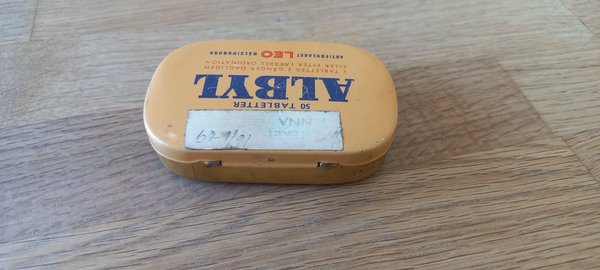 50 TABLETTER
ALBYL
2 TABLETTER 3 GÅNGER DAGLIGEN
ELLER EFTER LÄKARES ORDINATION
AKTIEBOLAGET LEO HÄLSINGBORG